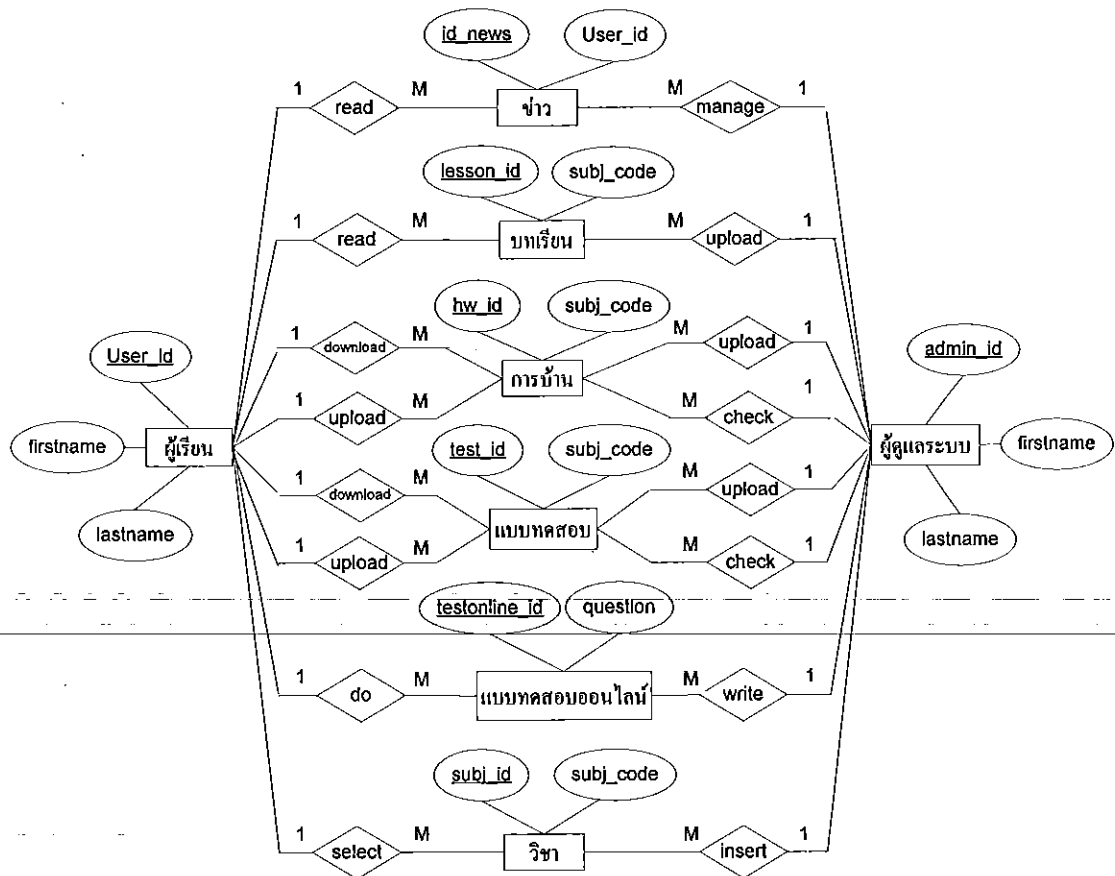 id_news User_id
1 read M ข่าว M manage 1
lesson_id subj_code
1 read M บทเรียน M upload 1
hw_id subj_code
1 download M M upload 1
การบ้าน
1 upload M M check 1
User_id admin_id
firstname ผู้เรียน ผู้ดูแลระบบ firstname
lastname lastname
test_id subj_code
1 download M M upload 1
แบบทดสอบ
1 upload M M check 1
testonline_id question
1 do M แบบทดสอบออนไลน์ M write 1
subj_id subj_code
1 select M วิชา M insert 1